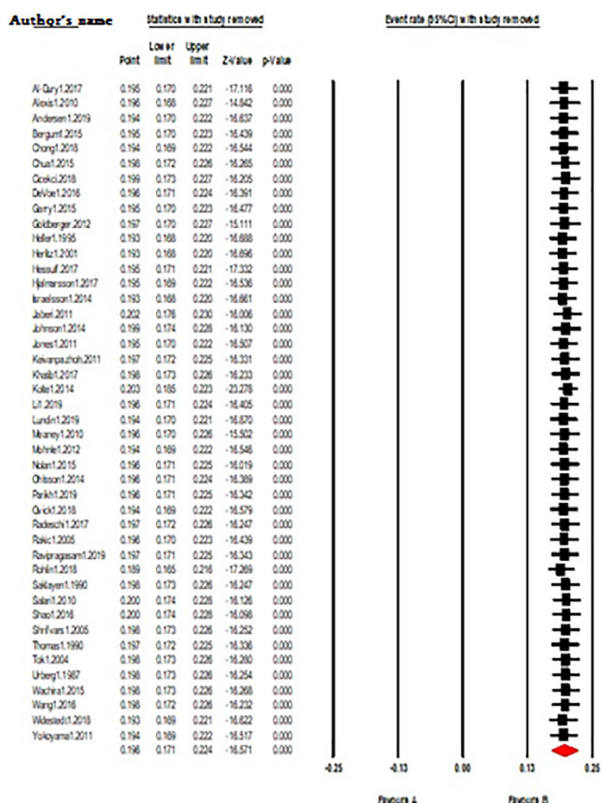 Author's name Statistics with study removed Event rate (95%CI) with study removed
Lower Upper
Point limit limit Z-Value p-Value
Al-Qury1.2017 0.195 0.170 0.221 -17.116 0.000
Alexis1.2010 0.196 0.168 0.227 -14.842 0.000
Andersen1.2019 0.194 0.170 0.222 -16.637 0.000
Bergum1.2015 0.195 0.170 0.223 -16.439 0.000
Chong1.2018 0.194 0.169 0.222 -16.544 0.000
Chua1.2015 0.198 0.172 0.226 -16.265 0.000
0.199 0.173 0.227 -16.205 0.000
DeVoe1.2016 0.196 0.171 0.224 -16.391 0.000
Garry1.2015 0.195 0.170 0.223 -16.477 0.000
Goldberger.2012 0.197 0.170 0.227 -15.111 0.000
Heller1.1995 0.193 0.168 0.220 -16.688 0.000
Herlitz1.2001 0.193 0.168 0.220 -16.696 0.000
Hessulf.2017 0.195 0.171 0.221 -17.332 0.000
Hjalmarsson1.2017 0.195 0.169 0.222 -16.536 0.000
Israelsson1.2014 0.193 0.168 0.220 -16.661 0.000
Jaberi.2011 0.202 0.176 0.230 -16.006 0.000
Johnson1.2014 0.199 0.174 0.226 -16.130 0.000
Jones1.2011 0.195 0.170 0.222 -16.507 0.000
Keivanpazhoh.2011 0.197 0.172 0.225 -16.331 0.000
Khatib1.2017 0.198 0.173 0.226 -16.233 0.000
Kolte1.2014 0.203 0.185 0.223 -23.278 0.000
Li1.2019 0.196 0.171 0.224 -16.405 0.000
Lundin1.2019 0.194 0.170 0.221 -16.670 0.000
Meaney1.2010 0.196 0.170 0.226 -15.502 0.000
Mohnle1.2012 0.194 0.169 0.222 -16.546 0.000
Nolan1.2015 0.196 0.171 0.225 -16.019 0.000
Ohlsson1.2014 0.196 0.171 0.224 -16.389 0.000
Parikh1.2019 0.196 0.171 0.225 -16.342 0.000
Qvick1.2018 0.194 0.169 0.222 -16.579 0.000
Radeschi1.2017 0.197 0.172 0.226 -16.247 0.000
Rakic1.2005 0.196 0.170 0.223 -16.439 0.000
Ravipragasam1.2019 0.197 0.171 0.225 -16.343 0.000
Rohlin1.2018 0.189 0.165 0.216 -17.269 0.000
Saklayen1.1990 0.198 0.173 0.226 -16.247 0.000
Salari1.2010 0.200 0.174 0.228 -16.126 0.000
Shao1.2016 0.200 0.174 0.228 -16.098 0.000
Shrifvars1.2005 0.198 0.173 0.226 -16.252 0.000
Thomas1.1990 0.197 0.172 0.225 -16.336 0.000
Tok1.2004 0.198 0.173 0.226 -16.280 0.000
Urberg1.1987 0.198 0.173 0.226 -16.254 0.000
Wachira1.2015 0.198 0.173 0.226 -16.268 0.000
Wang1.2016 0.198 0.172 0.226 -16.232 0.000
Widestedt1.2018 0.193 0.169 0.221 -16.622 0.000
Yokoyama1.2011 0.194 0.169 0.222 -16.517 0.000
0.196 0.171 0.224 -16.571 0.000
-0.25 -0.13 0.00 0.13 0.25
Favours A Favours B